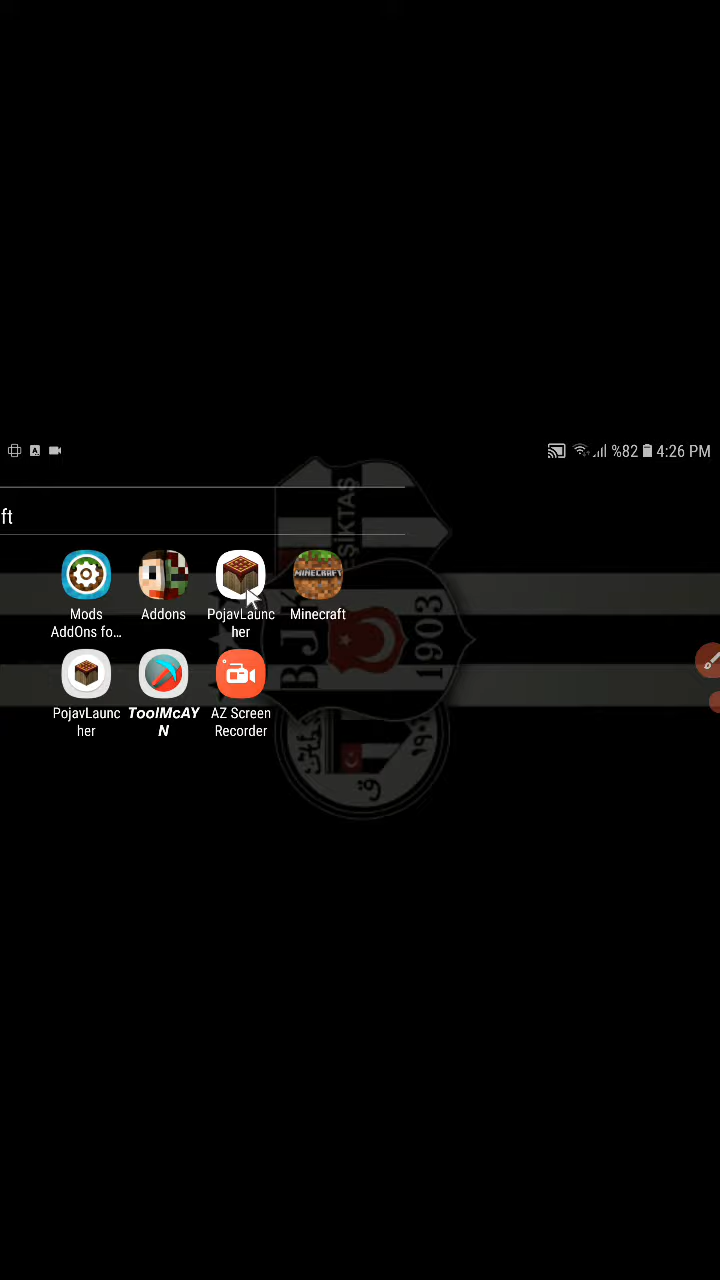 %82 4:26 PM
ft
Mods
AddOns fo...
Addons
PojavLaunc
her
MINECRAFT
Minecraft
PojavLaunc
her
ToolMcAY
N
AZ Screen
Recorder
BJK
1903